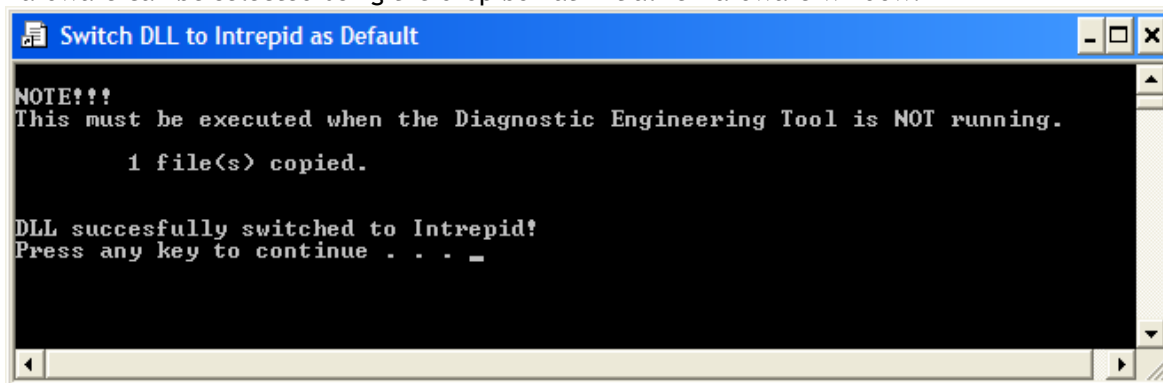 Switch DLL to Intrepid as Default
NOTE!!!
This must be executed when the Diagnostic Engineering Tool is NOT running.
1 file(s) copied.
DLL succesfully switched to Intrepid!
Press any key to continue . . . _